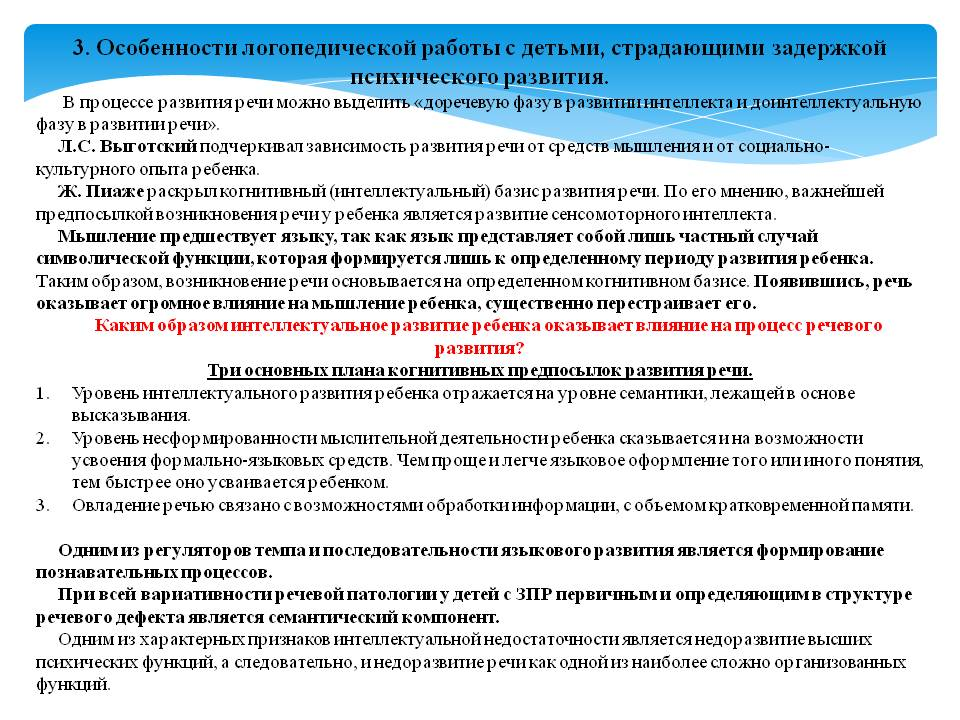 3. Особенности логопедической работы с детьми, страдающими задержкой
психического развития.
В процессе развития речи можно выделить «доречевую фазу в развитии интеллекта и доинтеллектуальную
фазу в развитии речи».
Л.С. Выготский подчеркивал зависимость развития речи от средств мышления и от социально-
культурного опыта ребенка.
Ж. Пиаже раскрыл когнитивный (интеллектуальный) базис развития речи. По его мнению, важнейшей
предпосылкой возникновения речи у ребенка является развитие сенсомоторного интеллекта.
Мышление предшествует языку, так как язык представляет собой лишь частный случай
символической функции, которая формируется лишь к определенному периоду развития ребенка.
Таким образом, возникновение речи основывается на определенном когнитивном базисе. Появившись, речь
оказывает огромное влияние на мышление ребенка, существенно перестраивает его.
Каким образом интеллектуальное развитие ребенка оказывает влияние на процесс речевого
развития?
Три основных плана когнитивных предпосылок развития речи.
1. Уровень интеллектуального развития ребенка отражается на уровне семантики, лежащей в основе
высказывания.
2. Уровень несформированности мыслительной деятельности ребенка сказывается и на возможности
усвоения формально-языковых средств. Чем проще и легче языковое оформление того или иного понятия,
тем быстрее оно усваивается ребенком.
3. Овладение речью связано с возможностями обработки информации, с объемом кратковременной памяти.
Одним из регуляторов темпа и последовательности языкового развития является формирование
познавательных процессов.
При всей вариативности речевой патологии у детей с ЗПР первичным и определяющим в структуре
речевого дефекта является семантический компонент.
Одним из характерных признаков интеллектуальной недостаточности является недоразвитие высших
психических функций, а следовательно, и недоразвитие речи как одной из наиболее сложно организованных
функций.